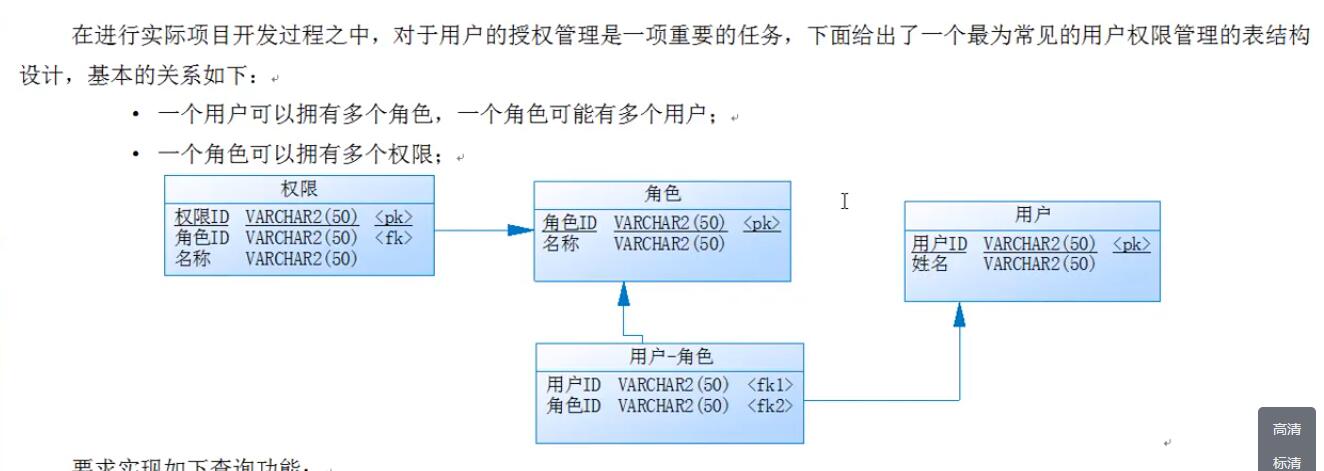 在进行实际项目开发过程之中，对于用户的授权管理是一项重要的任务，下面给出了一个最为常见的用户权限管理的表结构
设计，基本的关系如下：
• 一个用户可以拥有多个角色，一个角色可能有多个用户；
• 一个角色可以拥有多个权限；
权限
权限ID VARCHAR2(50) <pk>
角色ID VARCHAR2(50) <fk>
名称 VARCHAR2(50)
角色
角色ID VARCHAR2(50) <pk>
名称 VARCHAR2(50)
用户
用户ID VARCHAR2(50) <pk>
姓名 VARCHAR2(50)
用户-角色
用户ID VARCHAR2(50) <fk1>
角色ID VARCHAR2(50) <fk2>
要求实现如下查询功能：
高清
标清